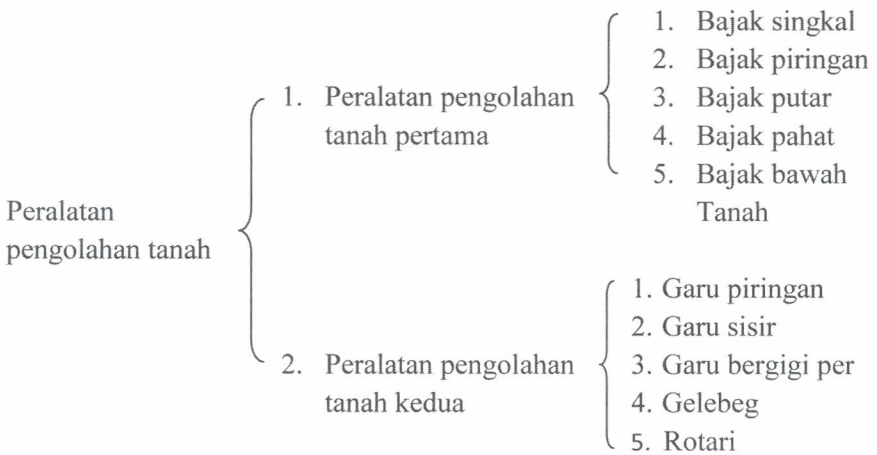 Peralatan
pengolahan tanah
1. Peralatan pengolahan
tanah pertama
1. Bajak singkal
2. Bajak piringan
3. Bajak putar
4. Bajak pahat
5. Bajak bawah
Tanah
2. Peralatan pengolahan
tanah kedua
1. Garu piringan
2. Garu sisir
3. Garu bergigi per
4. Gelebeg
5. Rotari